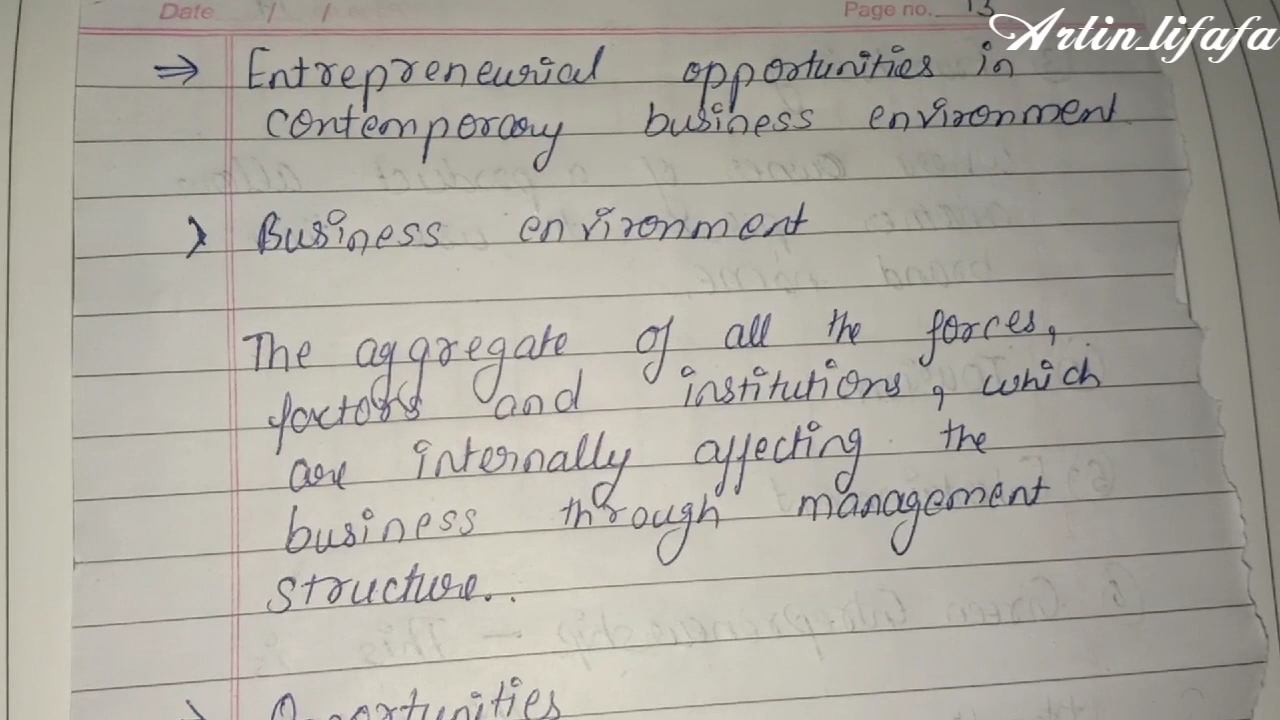 Date / /
Page no. 13
Artin_lifafa
⇒ Entrepreneurial opportunities in
contemporary business environment
> Business environment
The aggregate of all the forces,
factors and institutions, which
are internally affecting the
business through management
structure..
> Opportunities